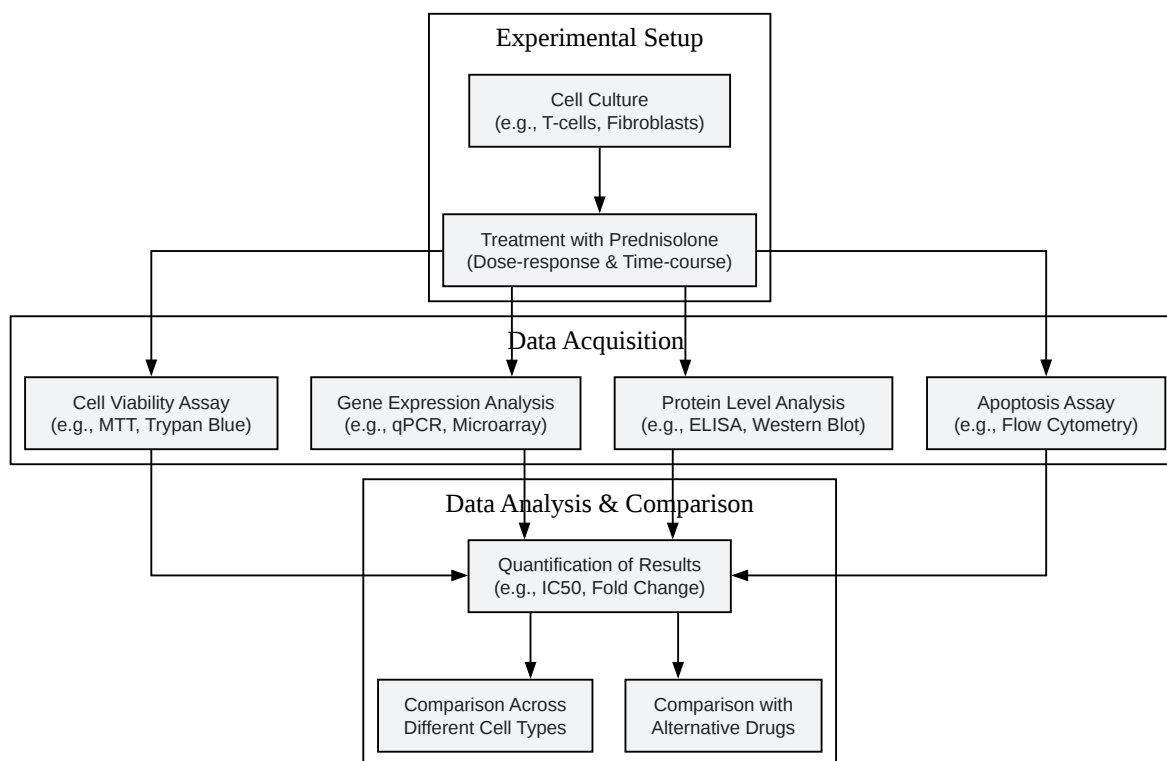 Experimental Setup
Cell Culture
(e.g., T-cells, Fibroblasts)
Treatment with Prednisolone
(Dose-response & Time-course)
Data Acquisition
Cell Viability Assay
(e.g., MTT, Trypan Blue)
Gene Expression Analysis
(e.g., qPCR, Microarray)
Protein Level Analysis
(e.g., ELISA, Western Blot)
Apoptosis Assay
(e.g., Flow Cytometry)
Data Analysis & Comparison
Quantification of Results
(e.g., IC50, Fold Change)
Comparison Across
Different Cell Types
Comparison with
Alternative Drugs